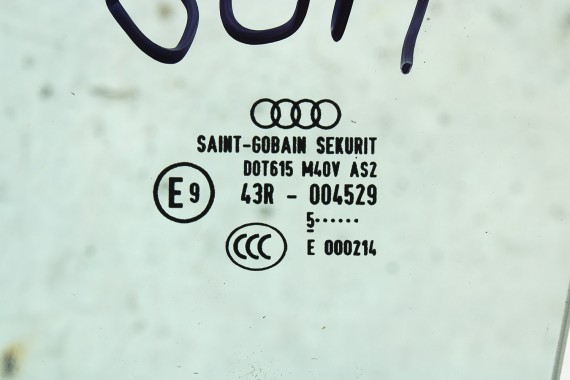 SAINT-GOBAIN SEKURIT
DOT615 M40V AS2
E9 43R - 004529
5······
CCC E 000214